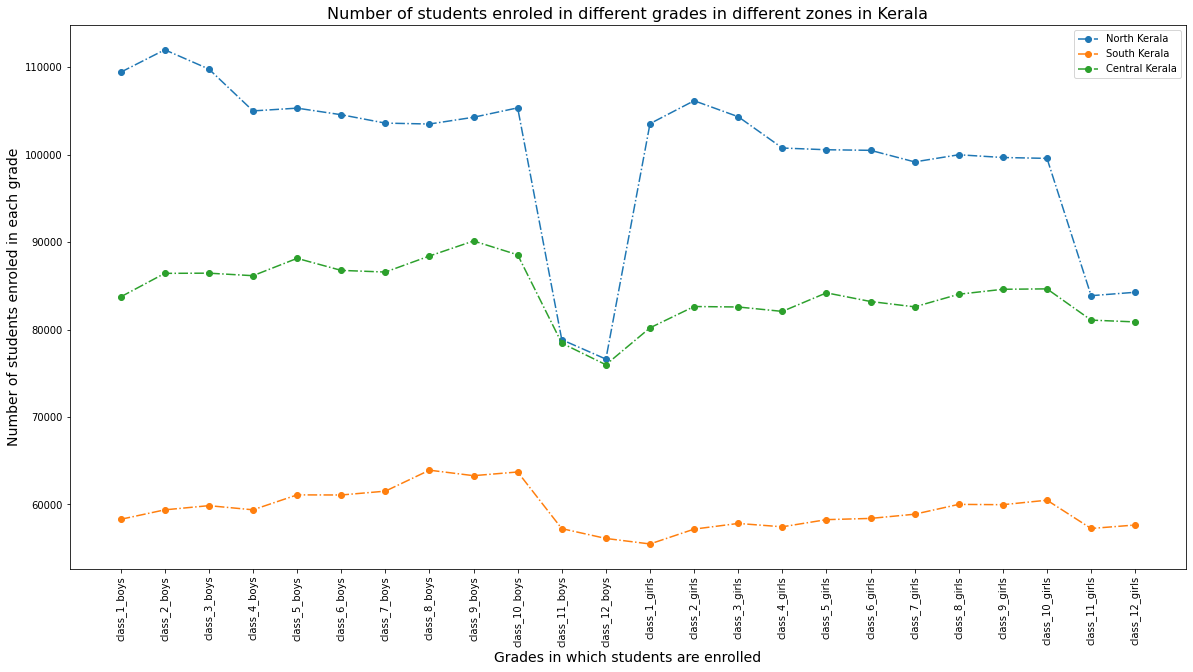 Number of students enroled in different grades in different zones in Kerala
North Kerala
South Kerala
Central Kerala
Number of students enroled in each grade
110000
100000
90000
80000
70000
60000
class_1_boys
class_2_boys
class_3_boys
class_4_boys
class_5_boys
class_6_boys
class_7_boys
class_8_boys
class_9_boys
class_10_boys
class_11_boys
class_12_boys
class_1_girls
class_2_girls
class_3_girls
class_4_girls
class_5_girls
class_6_girls
class_7_girls
class_8_girls
class_9_girls
class_10_girls
class_11_girls
class_12_girls
Grades in which students are enrolled